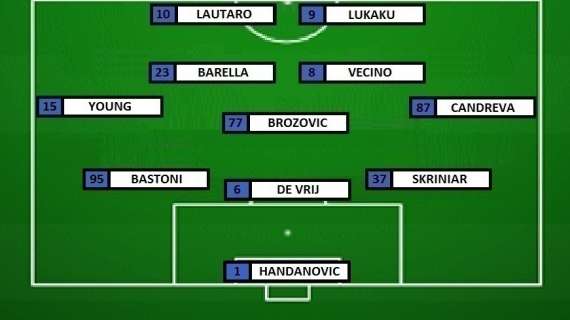 10 LAUTARO
9 LUKAKU
23 BARELLA
8 VECINO
15 YOUNG
87 CANDREVA
77 BROZOVIC
95 BASTONI
37 SKRINIAR
6 DE VRIJ
1 HANDANOVIC